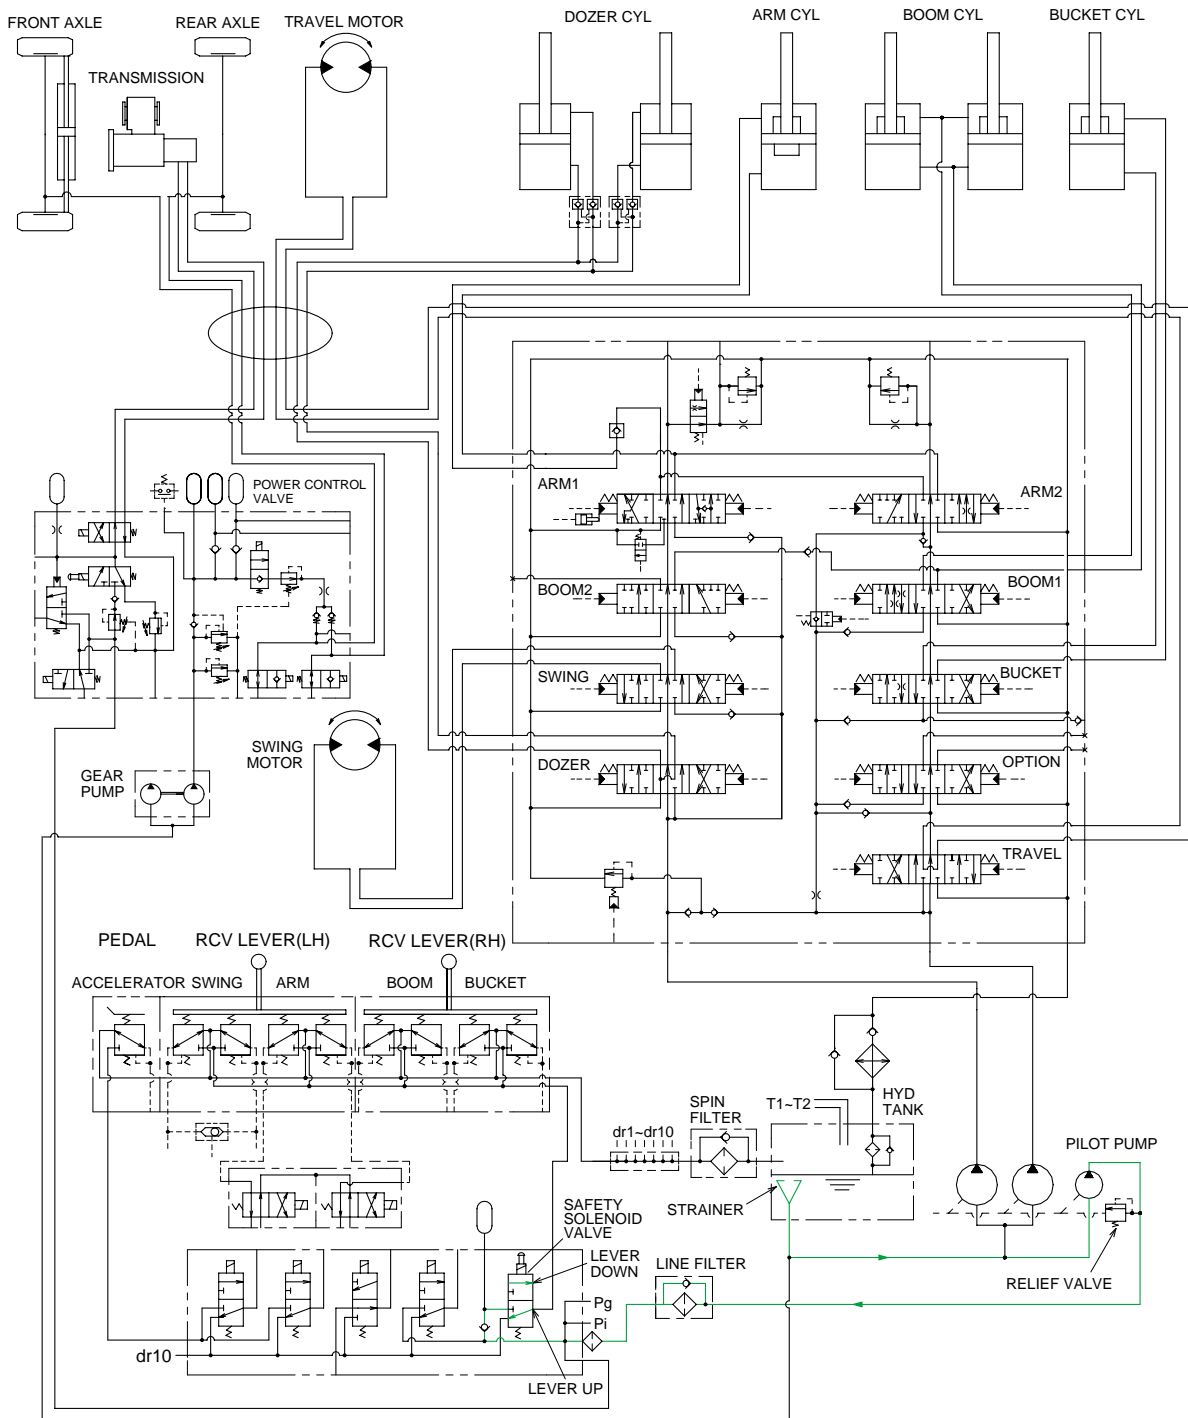 FRONT AXLE
REAR AXLE
TRAVEL MOTOR
DOZER CYL
ARM CYL
BOOM CYL
BUCKET CYL
TRANSMISSION
POWER CONTROL
VALVE
ARM1
ARM2
BOOM2
BOOM1
SWING
BUCKET
SWING
MOTOR
DOZER
OPTION
GEAR
PUMP
TRAVEL
PEDAL
RCV LEVER(LH)
RCV LEVER(RH)
ACCELERATOR
SWING
ARM
BOOM
BUCKET
HYD
TANK
SPIN
FILTER
T1~T2
dr1~dr10
PILOT PUMP
STRAINER
SAFETY
SOLENOID
VALVE
LEVER
DOWN
LINE FILTER
RELIEF VALVE
Pg
Pi
dr10
LEVER UP